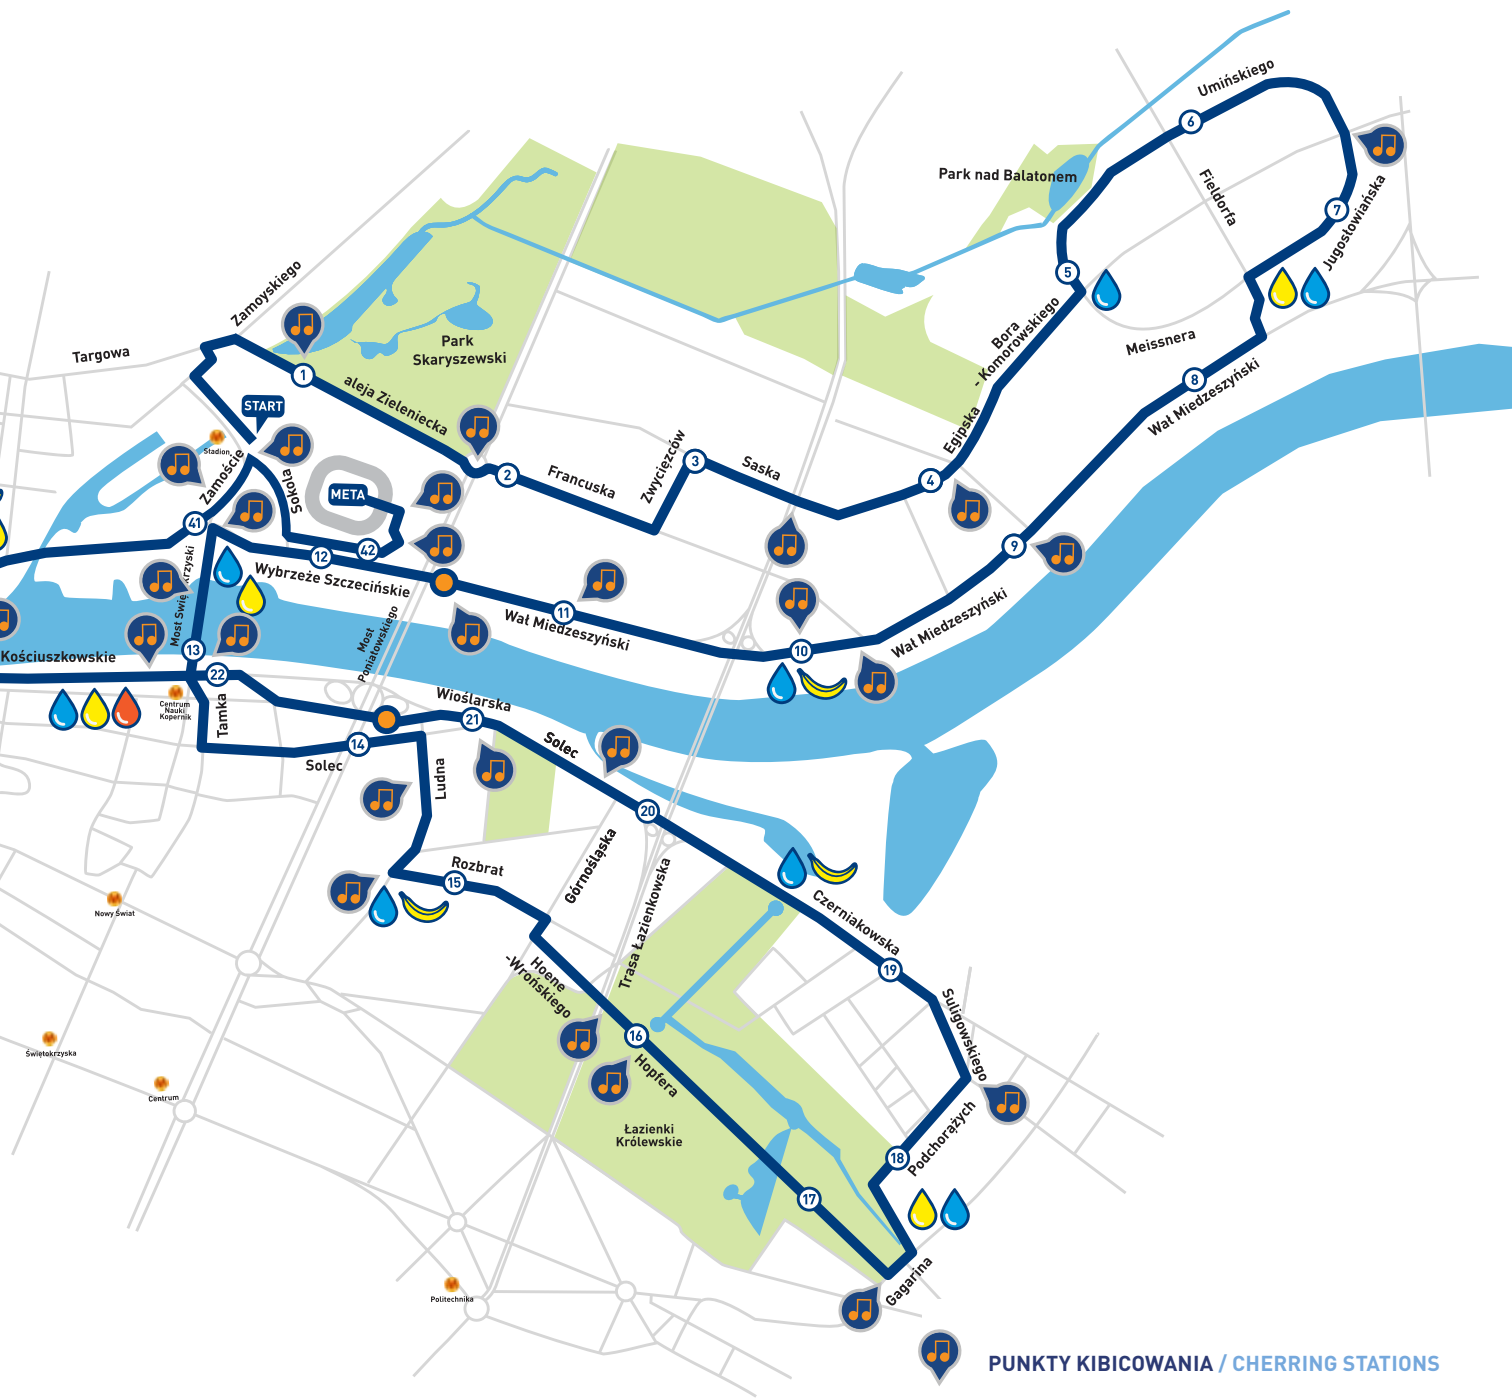 Umińskiego
6
Park nad Balatonem
Fieldorfa
7
Jugosłowiańska
5
Zamoyskiego
Bora
- Komorowskiego
Targowa
Park
Skaryszewski
Meissnera
1
aleja Zieleniecka
8
Wał Miedzeszyński
START
Egipska
Stadion
Zamoście
Sokola
META
2
Francuska
Zwycięzców
3
Saska
4
41
42
12
9
Wybrzeże Szczecińskie
Most
Poniatowskiego
11
Wał Miedzeszyński
Wał Miedzeszyński
10
Kościuszkowskie
13
22
Centrum
Nauki
Kopernik
Tamka
Wioślarska
21
14
Solec
Solec
Ludna
20
Górnośląska
Rozbrat
15
Trasa Łazienkowska
Czerniakowska
19
Nowy Świat
Hoene
-Wrońskiego
Suligowskiego
16
Hopfera
Świętokrzyska
Centrum
Łazienki
Królewskie
18
Podchorążych
17
Gagarina
Politechnika
PUNKTY KIBICOWANIA / CHERRING STATIONS